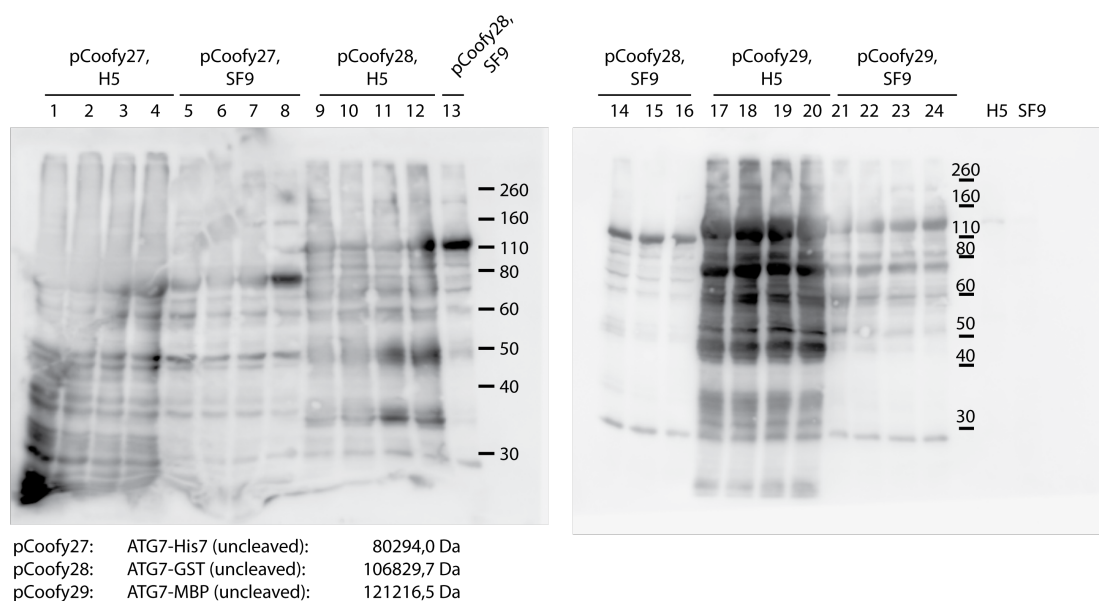 pCoofy27,
H5
pCoofy27,
SF9
pCoofy28,
H5
pCoofy28,
SF9
1 2 3 4 5 6 7 8 9 10 11 12 13
260
160
110
80
60
50
40
30
pCoofy28,
SF9
pCoofy29,
H5
pCoofy29,
SF9
14 15 16 17 18 19 20 21 22 23 24 H5 SF9
260
160
110
80
60
50
40
30
pCoofy27: ATG7-His7 (uncleaved): 80294,0 Da
pCoofy28: ATG7-GST (uncleaved): 106829,7 Da
pCoofy29: ATG7-MBP (uncleaved): 121216,5 Da